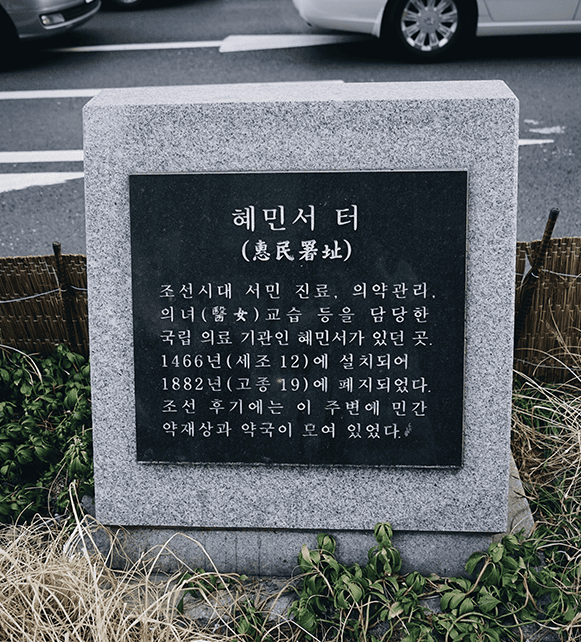 혜민서 터
(惠民署址)
조선시대 서민 진료, 의약관리,
의녀(醫女)교습 등을 담당한
국립 의료 기관인 혜민서가 있던 곳.
1466년(세조 12)에 설치되어
1882년(고종 19)에 폐지되었다.
조선 후기에는 이 주변에 민간
약재상과 약국이 모여 있었다.